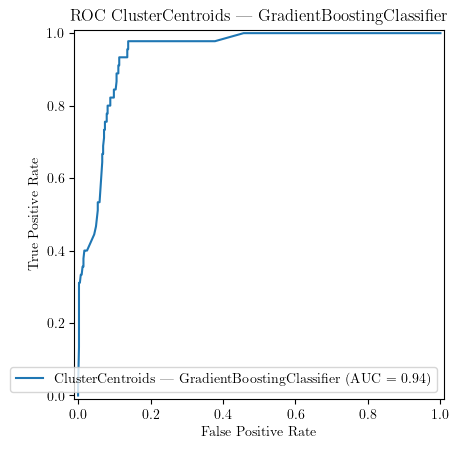 ROC ClusterCentroids — GradientBoostingClassifier
1.0
0.8
0.6
0.4
0.2
0.0
True Positive Rate
ClusterCentroids — GradientBoostingClassifier (AUC = 0.94)
0.0 0.2 0.4 0.6 0.8 1.0
False Positive Rate